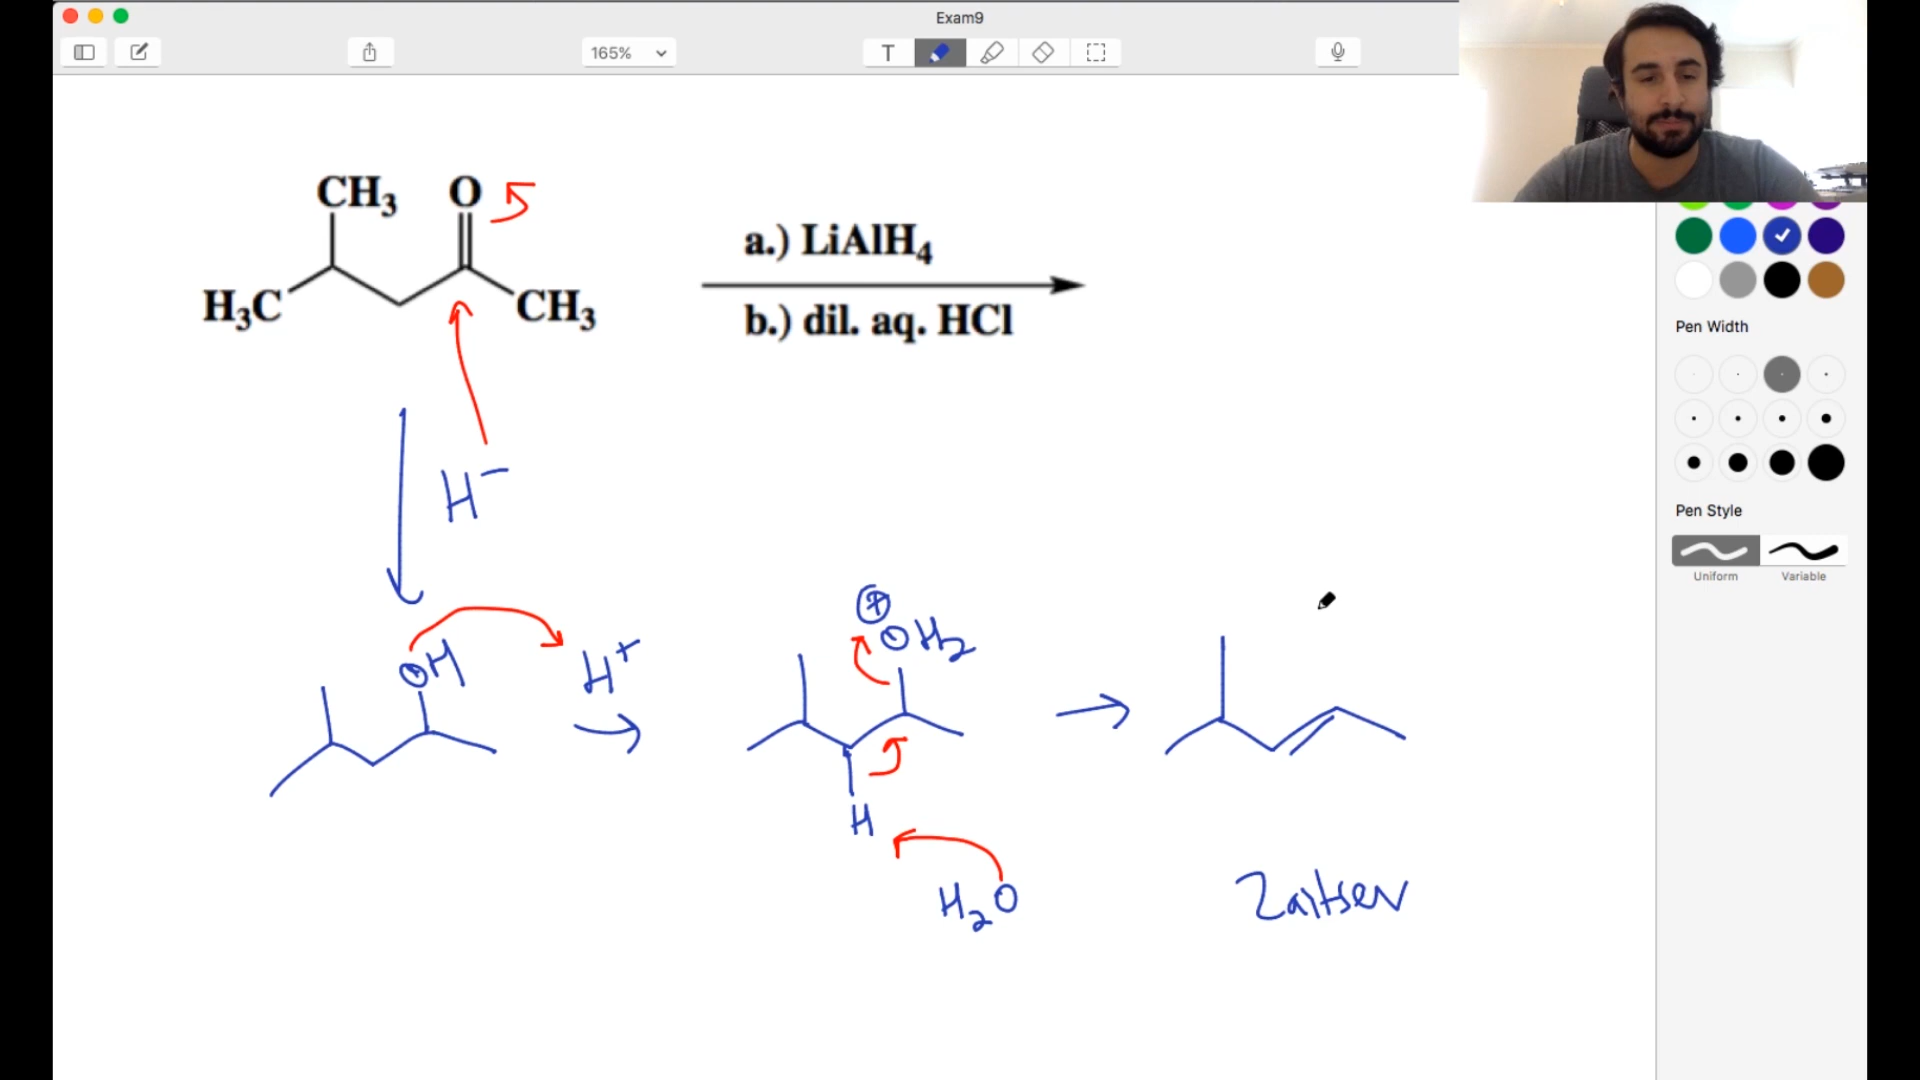 Exam9
165%
T
CH₃ O
H₃C CH₃
a.) LiAlH₄
b.) dil. aq. HCl
Pen Width
H⁻
Pen Style
Uniform Variable
OH
H⁺
⊕
OH₂
H
H₂O
Zaitsev